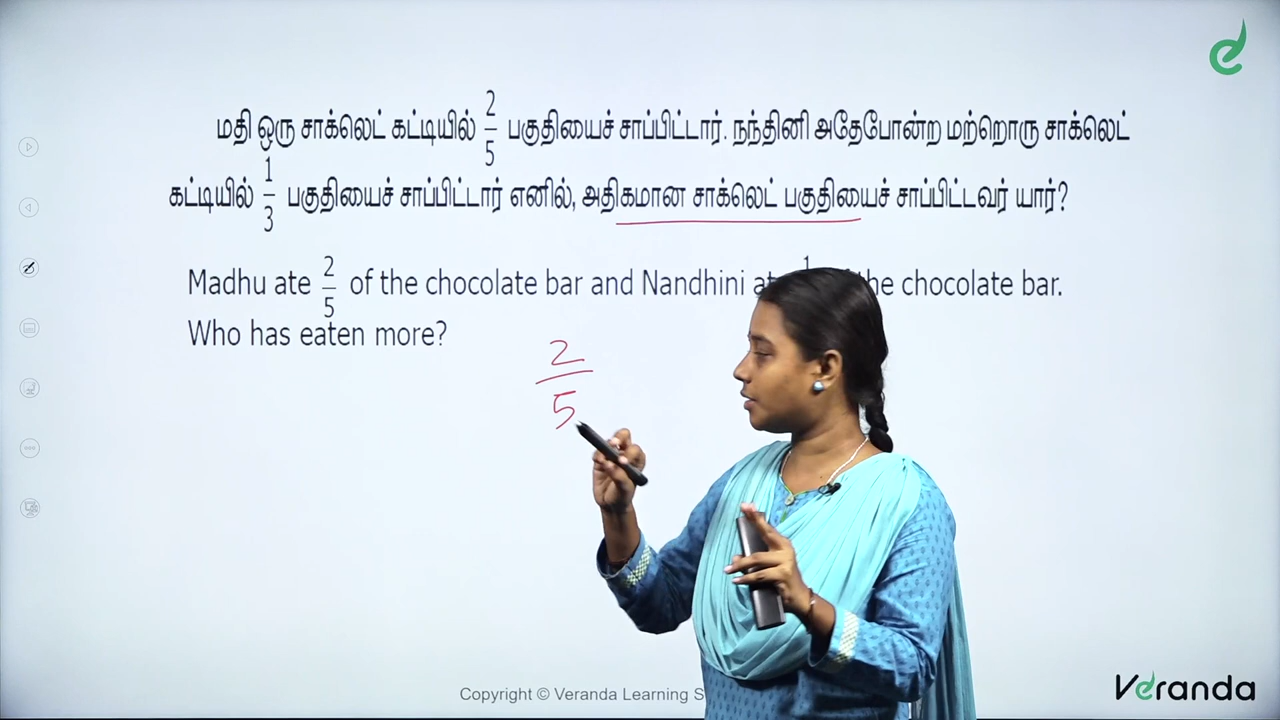 மதி ஒரு சாக்லெட் கட்டியில் 2/5 பகுதியைச் சாப்பிட்டார். நந்தினி அதேபோன்ற மற்றொரு சாக்லெட்
கட்டியில் 1/3 பகுதியைச் சாப்பிட்டார் எனில், அதிகமான சாக்லெட் பகுதியைச் சாப்பிட்டவர் யார்?
Madhu ate 2/5 of the chocolate bar and Nandhini the chocolate bar.
Who has eaten more?
2/5
Copyright © Veranda Learning
Veranda